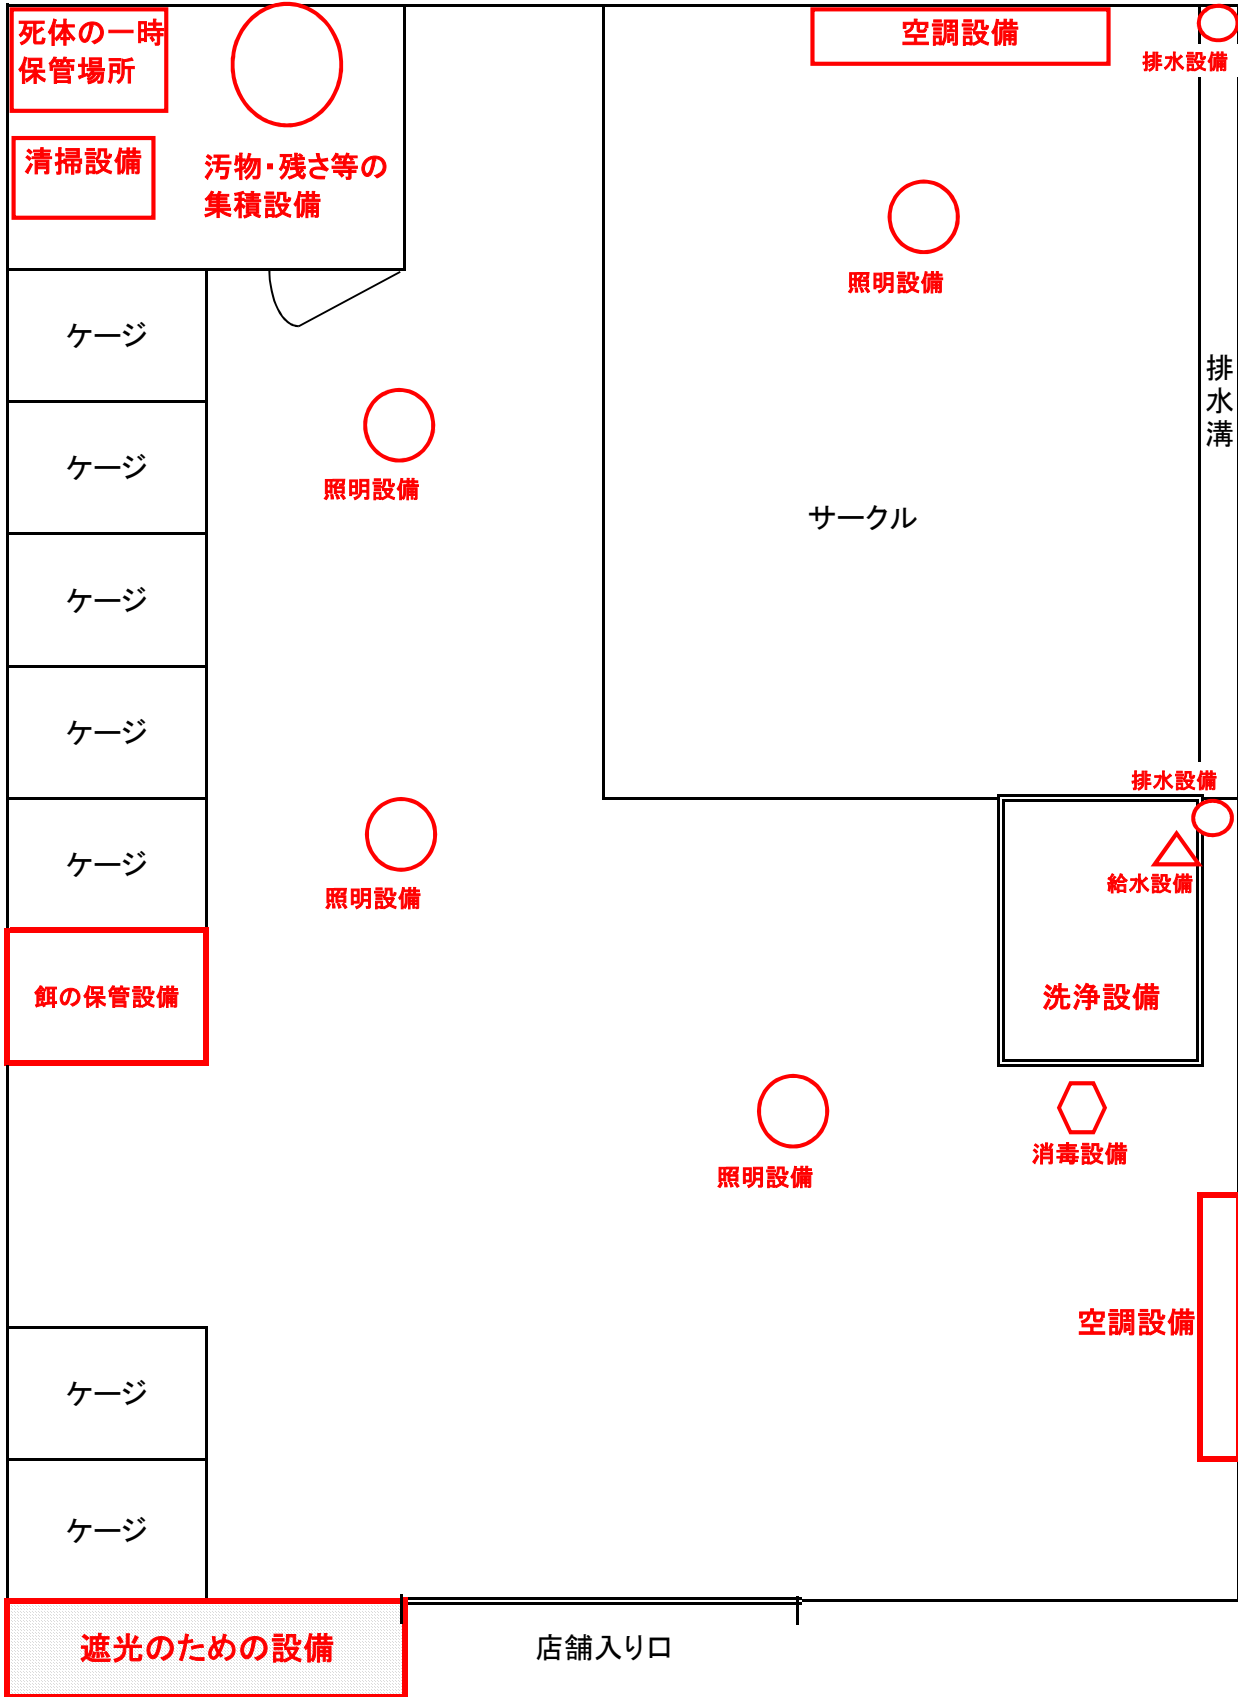 死体の一時
保管場所
空調設備
排水設備
清掃設備
汚物・残さ等の
集積設備
照明設備
ケージ
排水溝
ケージ
照明設備
サークル
ケージ
ケージ
排水設備
ケージ
給水設備
照明設備
餌の保管設備
洗浄設備
消毒設備
照明設備
空調設備
ケージ
ケージ
遮光のための設備
店舗入り口